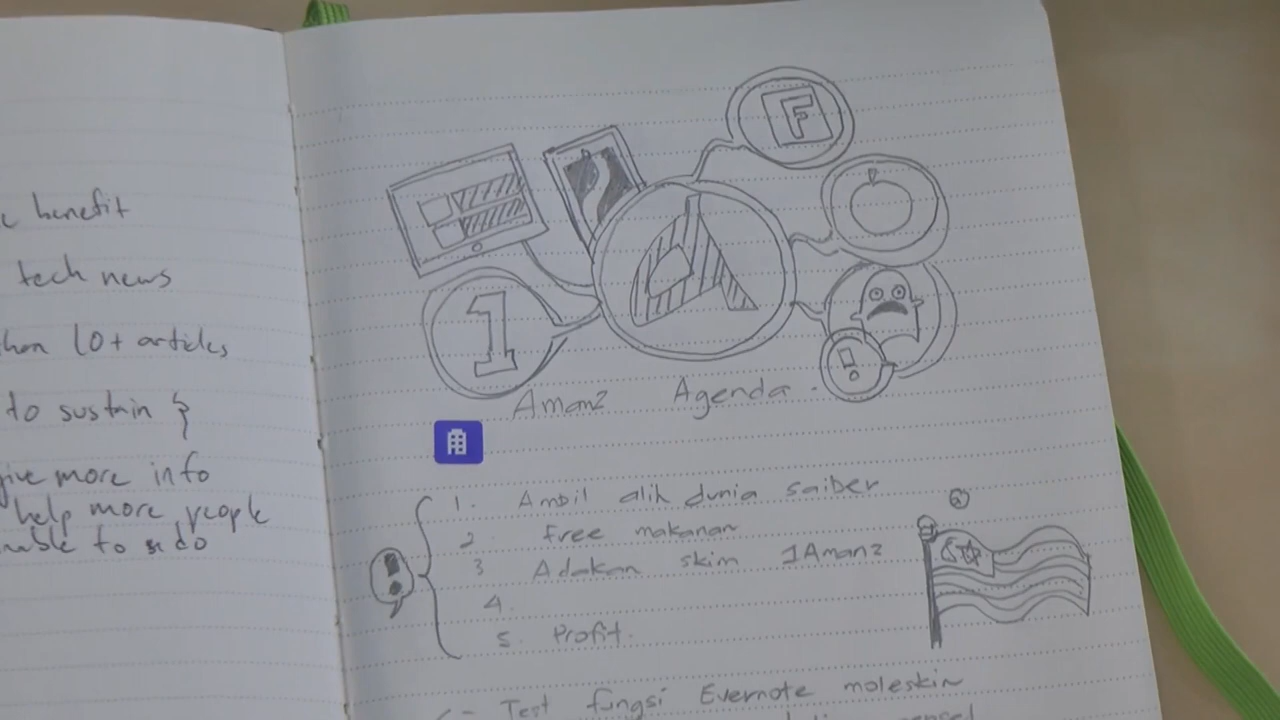 benefit
tech news
10+ articles
to sustain }
give more info
help more people
to do
F
1
A
Amanz Agenda
1. Ambil alih dunia saiber
2 free makanan
3 Adakan skim 1Amanz
4.
5. Profit.
- Test fungsi Evernote moleskin